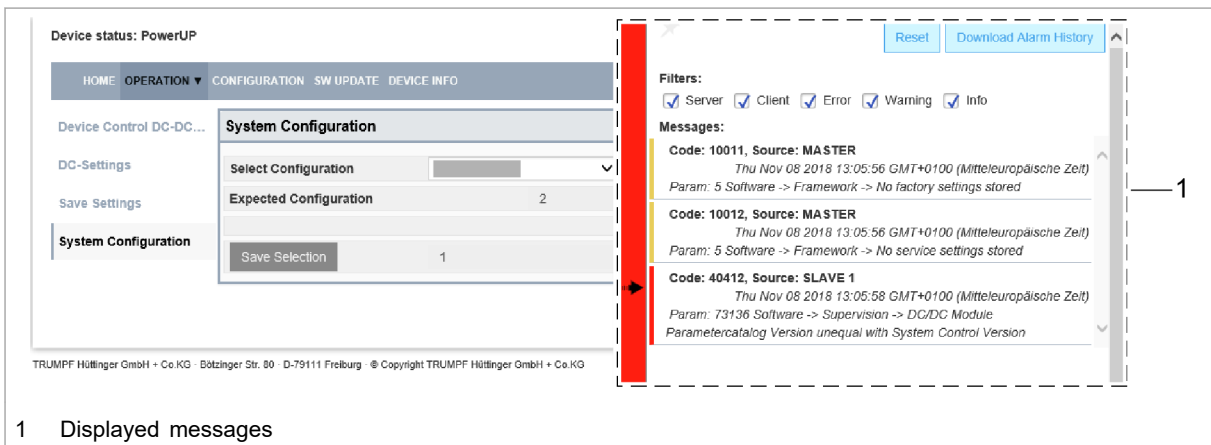 Device status: PowerUP
HOME OPERATION ▼ CONFIGURATION SW UPDATE DEVICE INFO
Device Control DC-DC...
DC-Settings
Save Settings
System Configuration
System Configuration
Select Configuration
Expected Configuration 2
Save Selection 1
TRUMPF Hüttinger GmbH + Co.KG · Bötzinger Str. 80 · D-79111 Freiburg · © Copyright TRUMPF Hüttinger GmbH + Co.KG
Reset Download Alarm History
Filters:
Server Client Error Warning Info
Messages:
Code: 10011, Source: MASTER
Thu Nov 08 2018 13:05:56 GMT+0100 (Mitteleuropäische Zeit)
Param: 5 Software -> Framework -> No factory settings stored
Code: 10012, Source: MASTER
Thu Nov 08 2018 13:05:56 GMT+0100 (Mitteleuropäische Zeit)
Param: 5 Software -> Framework -> No service settings stored
Code: 40412, Source: SLAVE 1
Thu Nov 08 2018 13:05:58 GMT+0100 (Mitteleuropäische Zeit)
Param: 73136 Software -> Supervision -> DC/DC Module
Parametercatalog Version unequal with System Control Version
1
1 Displayed messages